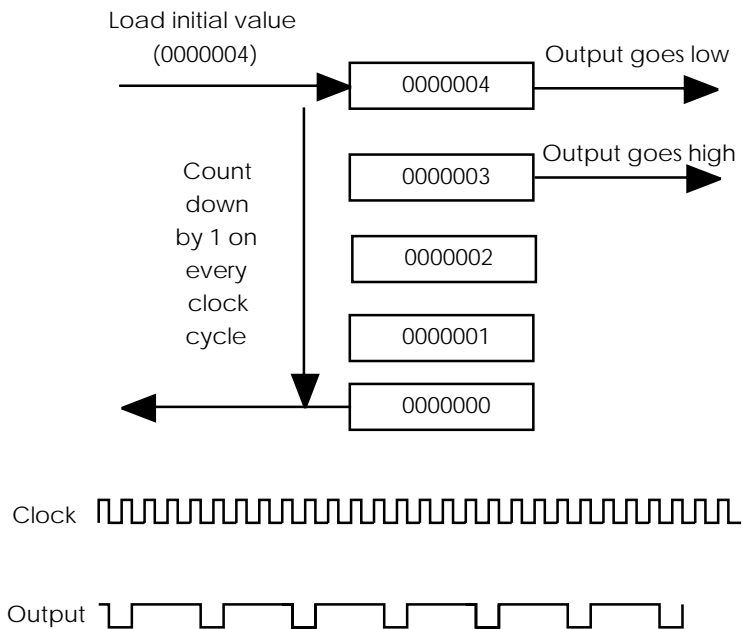 Load initial value
(0000004)
0000004
Output goes low
0000003
Output goes high
Count
down
by 1 on
every
clock
cycle
0000002
0000001
0000000
Clock
Output